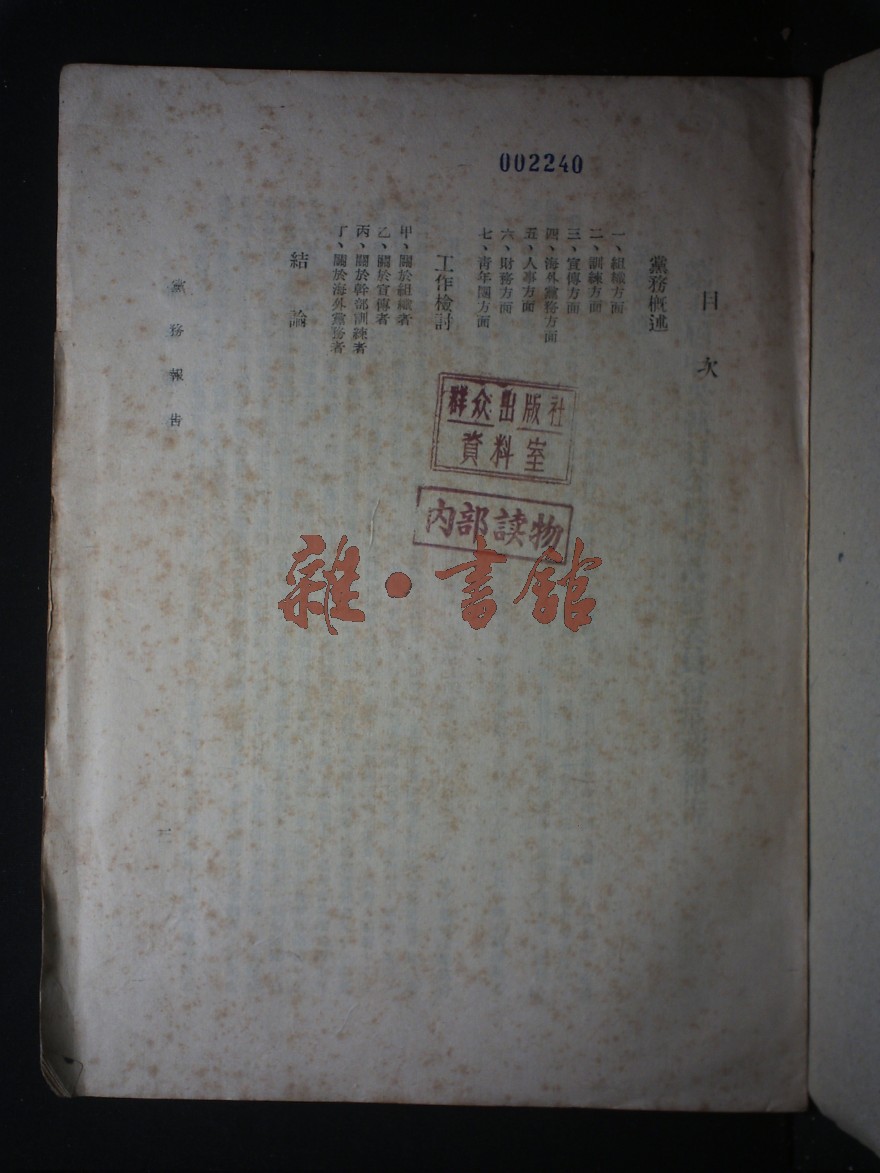 002240
目次
黨務概述
一、組織方面
二、訓練方面
三、宣傳方面
四、海外黨務方面
五、人事方面
六、財務方面
七、青年團方面
工作檢討
甲、關於組織者
乙、關於宣傳者
丙、關於幹部訓練者
丁、關於海外黨務者
結論
黨務報告
一
群众出版社
資料室
内部读物
雜·書館